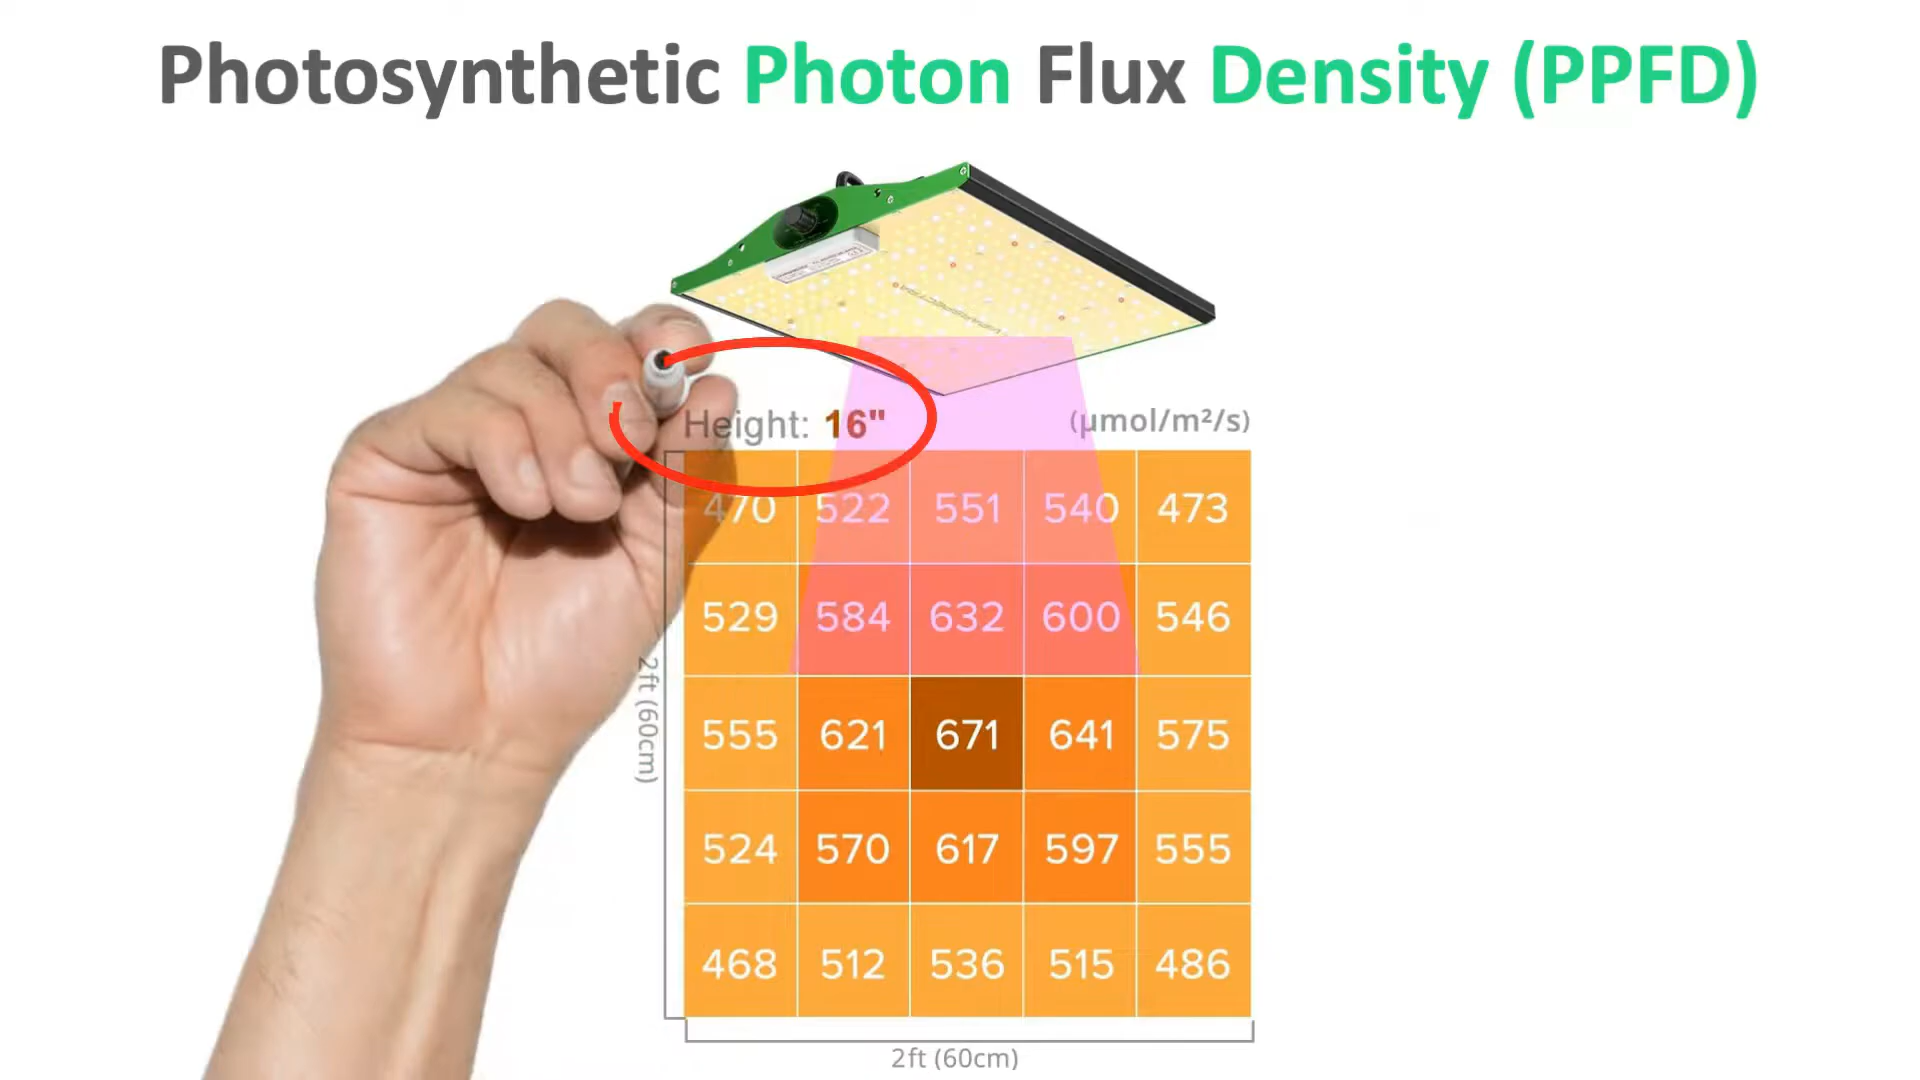 Photosynthetic Photon Flux Density (PPFD)
Height: 16" (μmol/m²/s)
470 522 551 540 473
529 584 632 600 546
2ft (60cm)
555 621 671 641 575
524 570 617 597 555
468 512 536 515 486
2ft (60cm)